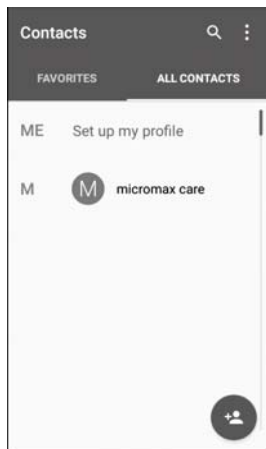 Contacts
FAVORITES ALL CONTACTS
ME Set up my profile
M M micromax care